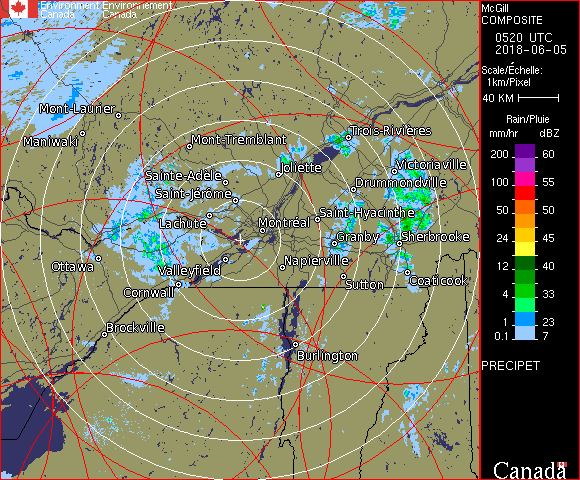 Environment Environnement
Canada Canada
McGill
COMPOSITE
0520 UTC
2018-06-05
Scale/Échelle:
1km/Pixel
40 KM
Rain/Pluie
mm/hr dBZ
200 60
100 55
50 50
24 45
12 40
4 33
1 23
0.1 7
PRECIPET
Canada
Mont-Laurier
Maniwaki
Mont-Tremblant
Trois-Rivières
Joliette
Victoriaville
Sainte-Adèle
Drummondville
Saint-Jérôme
Lachute
Montréal
Saint-Hyacinthe
Granby
Sherbrooke
Ottawa
Valleyfield
Napierville
Cornwall
Sutton
Coaticook
Brockville
Burlington